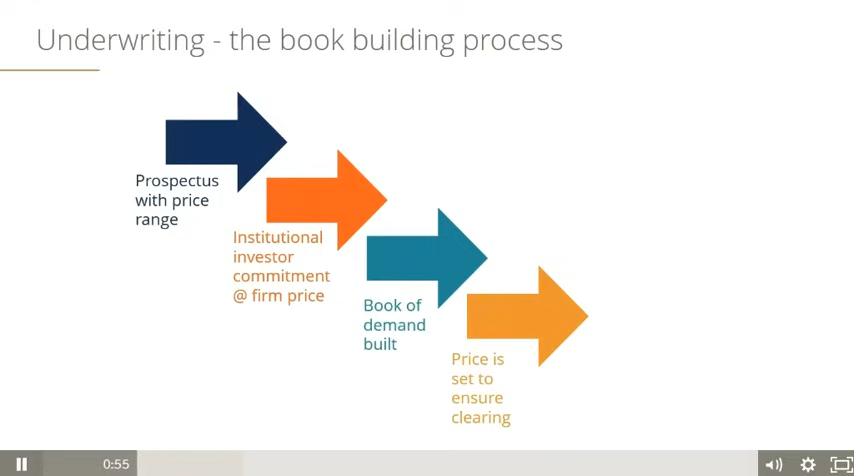 Underwriting - the book building process
Prospectus
with price
range
Institutional
investor
commitment
@ firm price
Book of
demand
built
Price is
set to
ensure
clearing
0:55